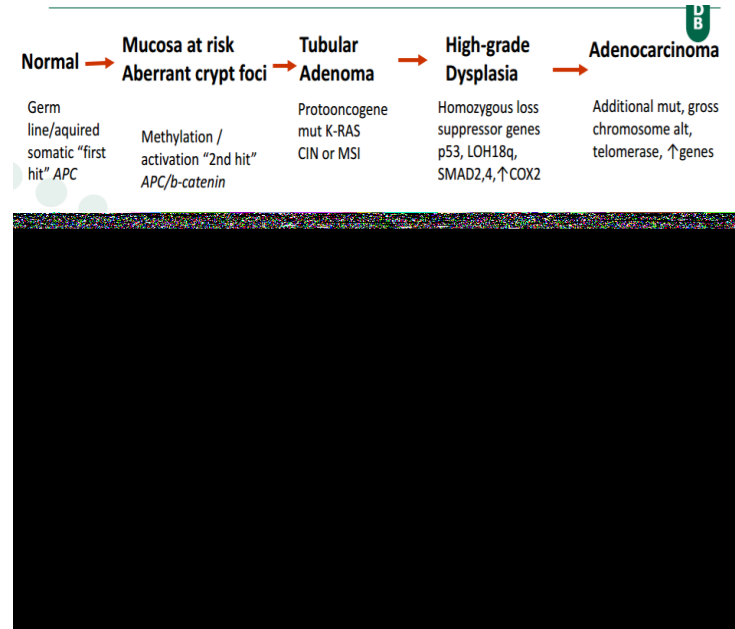 D
B
Normal
Mucosa at risk
Aberrant crypt foci
Tubular
Adenoma
High-grade
Dysplasia
Adenocarcinoma
Germ
line/aquired
somatic “first
hit” APC
Methylation /
activation “2nd hit”
APC/b-catenin
Protooncogene
mut K-RAS
CIN or MSI
Homozygous loss
suppressor genes
p53, LOH18q,
SMAD2,4,↑COX2
Additional mut, gross
chromosome alt,
telomerase, ↑genes